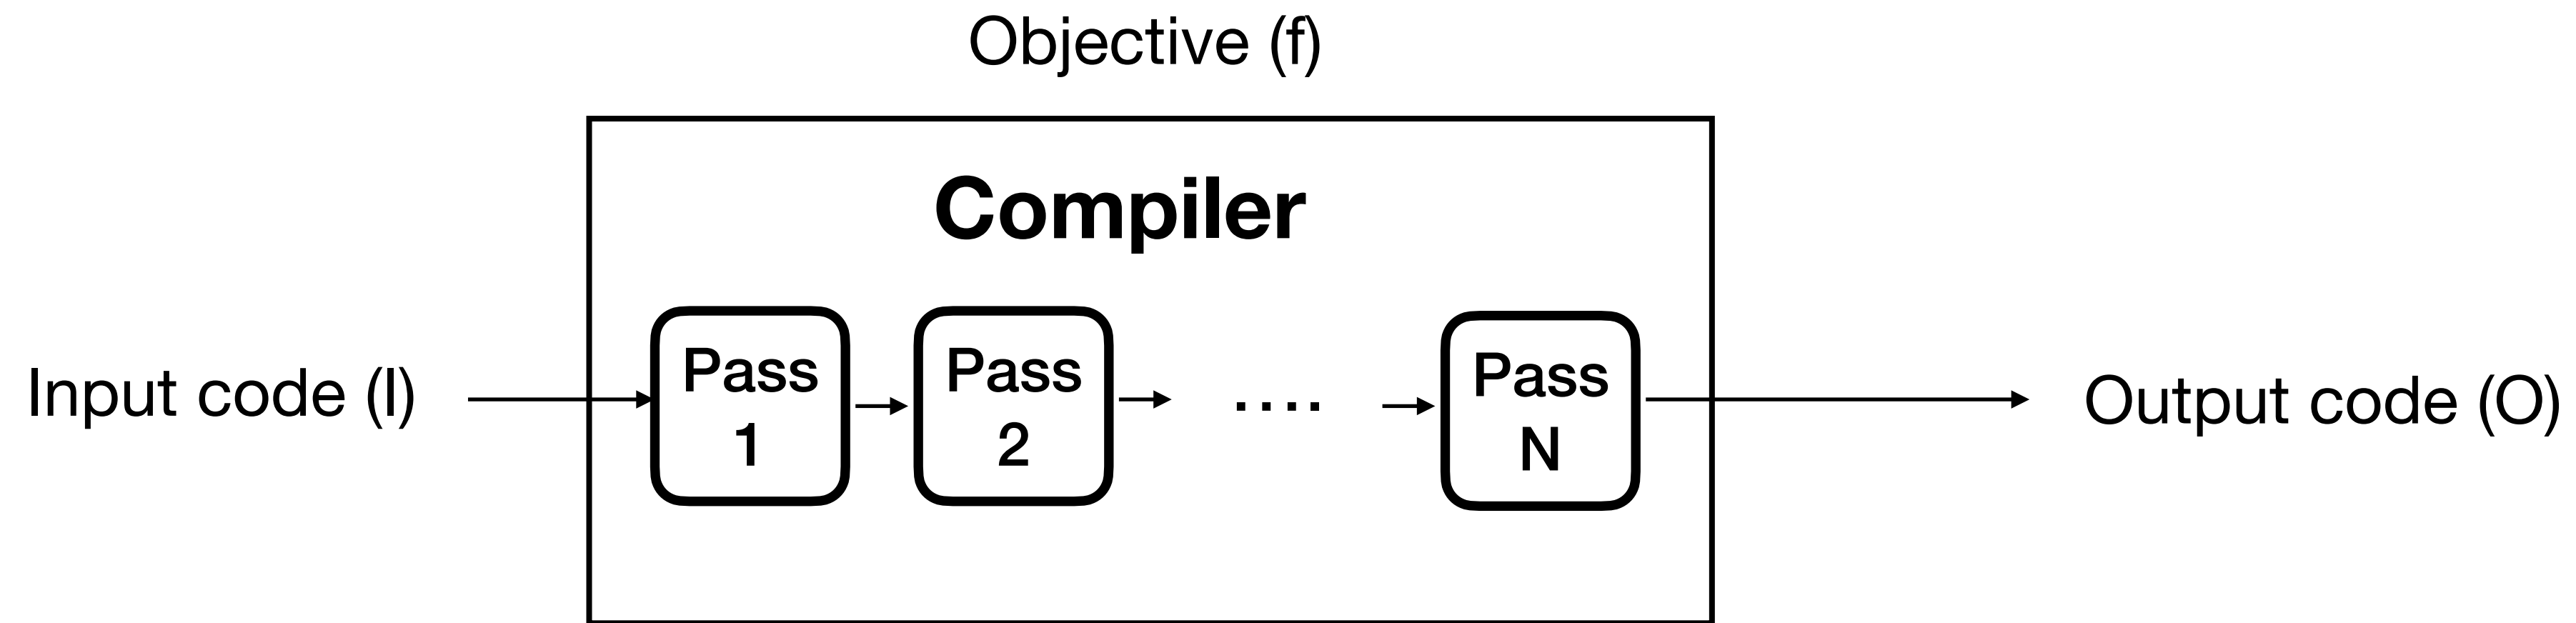 Objective (f)
Compiler
Input code (I)
Pass
1
Pass
2
....
Pass
N
Output code (O)